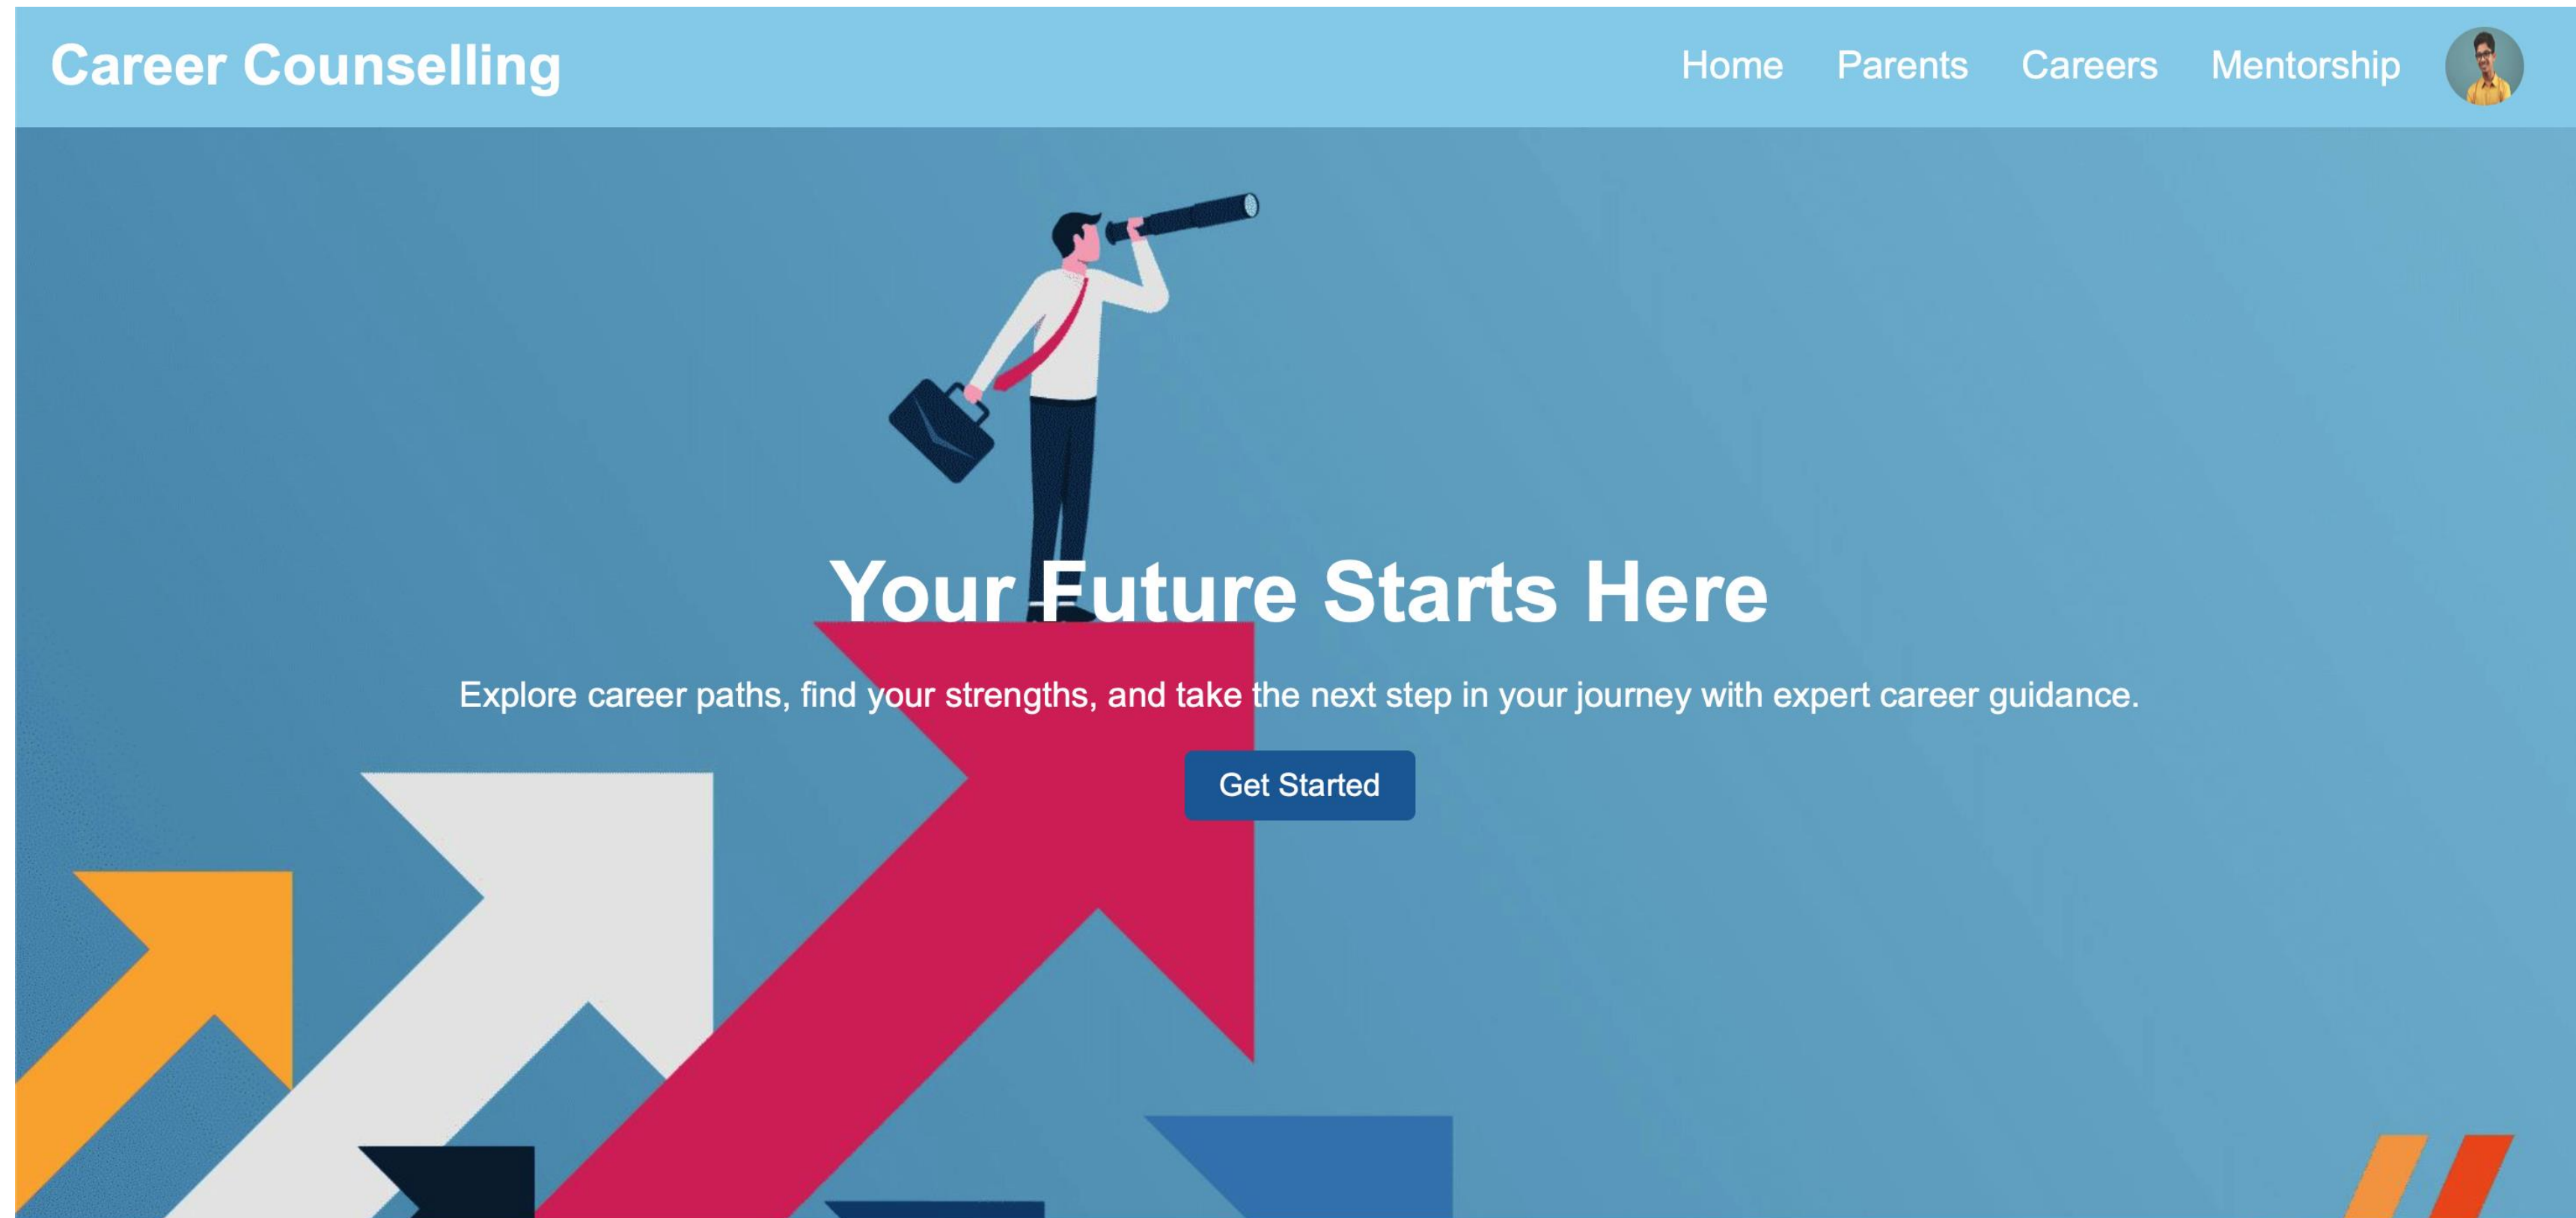 Career Counselling
Home Parents Careers Mentorship
Your Future Starts Here
Explore career paths, find your strengths, and take the next step in your journey with expert career guidance.
Get Started